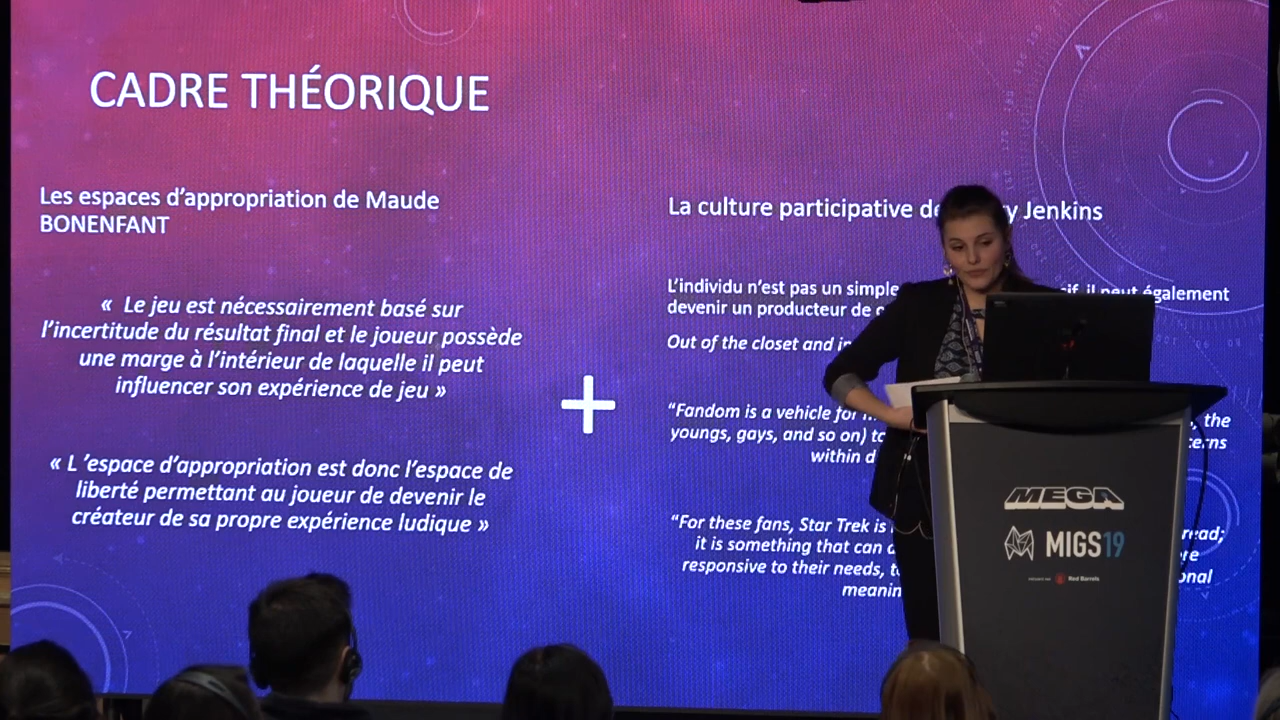 CADRE THÉORIQUE
Les espaces d’appropriation de Maude
BONENFANT
« Le jeu est nécessairement basé sur
l’incertitude du résultat final et le joueur possède
une marge à l’intérieur de laquelle il peut
influencer son expérience de jeu »
« L ’espace d’appropriation est donc l’espace de
liberté permettant au joueur de devenir le
créateur de sa propre expérience ludique »
+
La culture participative de Jenkins
L’individu n’est pas un simple il peut également
devenir un producteur de
Out of the closet and
“Fandom is a vehicle for the
youngs, gays, and so on)
within
“For these fans, Star Trek is read;
it is something that can
responsive to their needs,
MEGA
MIGS19
Red Barrels